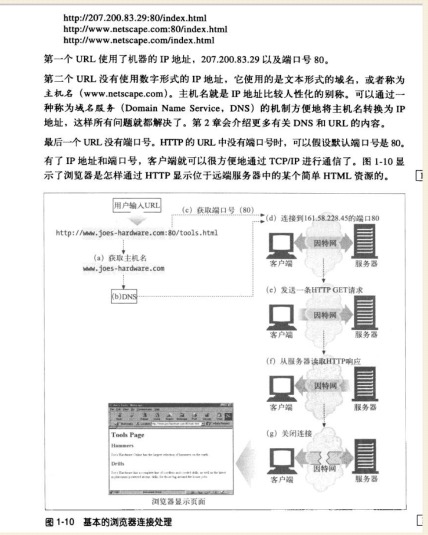 http://207.200.83.29:80/index.html
http://www.netscape.com:80/index.html
http://www.netscape.com/index.html
第一个 URL 使用了机器的 IP 地址，207.200.83.29 以及端口号 80。
第二个 URL 没有使用数字形式的 IP 地址，它使用的是文本形式的域名，或者称为
主机名（www.netscape.com）。主机名就是 IP 地址比较人性化的别称。可以通过一
种称为域名服务（Domain Name Service，DNS）的机制方便地将主机名转换为 IP
地址，这样所有问题就都解决了。第 2 章会介绍更多有关 DNS 和 URL 的内容。
最后一个 URL 没有端口号。HTTP 的 URL 中没有端口号时，可以假设默认端口号是 80。
有了 IP 地址和端口号，客户端就可以很方便地通过 TCP/IP 进行通信了。图 1-10 显
示了浏览器是怎样通过 HTTP 显示位于远端服务器中的某个简单 HTML 资源的。
用户输入URL
(c) 获取端口号（80）
http://www.joes-hardware.com:80/tools.html
(a) 获取主机名
www.joes-hardware.com
(b)DNS
(d) 连接到161.58.228.45的端口80
因特网
客户端
服务器
(e) 发送一条HTTP GET请求
因特网
客户端
服务器
(f) 从服务器读取HTTP响应
因特网
客户端
服务器
(g) 关闭连接
因特网
客户端
服务器
Tools Page
Hammers
Drills
浏览器显示页面
图 1-10 基本的浏览器连接处理